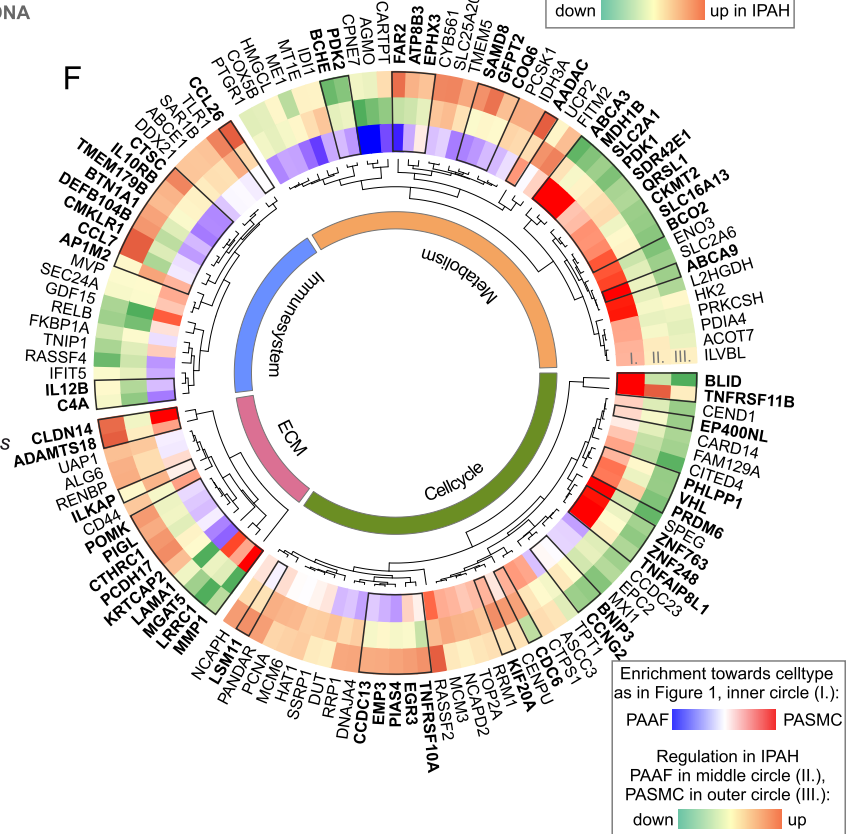 DNA
down up in IPAH
F
PTGR1
COX5B
HMGCL
ME1
MT1E
IDI1
BCHE
PDK2
CPNE7
AGMO
CARTPT
FAR2
ATP8B3
EPHX3
CYB561
SLC25A20
TMEM5
SAMD8
GFPT2
COQ6
PCSK1
IDH3A
AADAC
UCP2
FITM2
ABCA3
MDH1B
SLC2A1
PDK1
SDR42E1
QRSL1
CKMT2
SLC16A13
BCO2
ENO3
SLC2A6
ABCA9
L2HGDH
HK2
PRKCSH
PDIA4
ACOT7
ILVBL
I. II. III.
BLID
TNFRSF11B
CEND1
EP400NL
CARD14
FAM129A
CITED4
PHLPP1
VHL
PRDM6
SPEG
ZNF763
ZNF248
TNFAIP8L1
CCDC23
EPC2
MXI1
BNIP3
CCNG2
TPT1
ASCC3
CTPS1
CDC6
CENPU
KIF20A
RRM1
TOP2A
NCAPD2
MCM3
RASSF2
TNFRSF10A
EGR3
PIAS4
EMP3
CCDC13
DNAJA4
RRP1
DUT
SSRP1
HAT1
MCM6
PCNA
PANDAR
LSM11
NCAPH
MMP1
LRRC1
MGAT5
LAMA1
KRTCAP2
PCDH17
CTHRC1
PIGL
POMK
CD44
ILKAP
RENBP
ALG6
UAP1
ADAMTS18
CLDN14
s
C4A
IL12B
IFIT5
RASSF4
TNIP1
FKBP1A
RELB
GDF15
SEC24A
MVP
AP1M2
CCL7
CMKLR1
DEFB104B
BTN1A1
TMEM179B
IL10RB
CTSC
DDX21
ABCE1
SAR1B
TLR1
CCL26
Metabolism
Immunesystem
ECM
Cellcycle
Enrichment towards celltype
as in Figure 1, inner circle (I.):
PAAF PASMC
Regulation in IPAH
PAAF in middle circle (II.),
PASMC in outer circle (III.):
down up